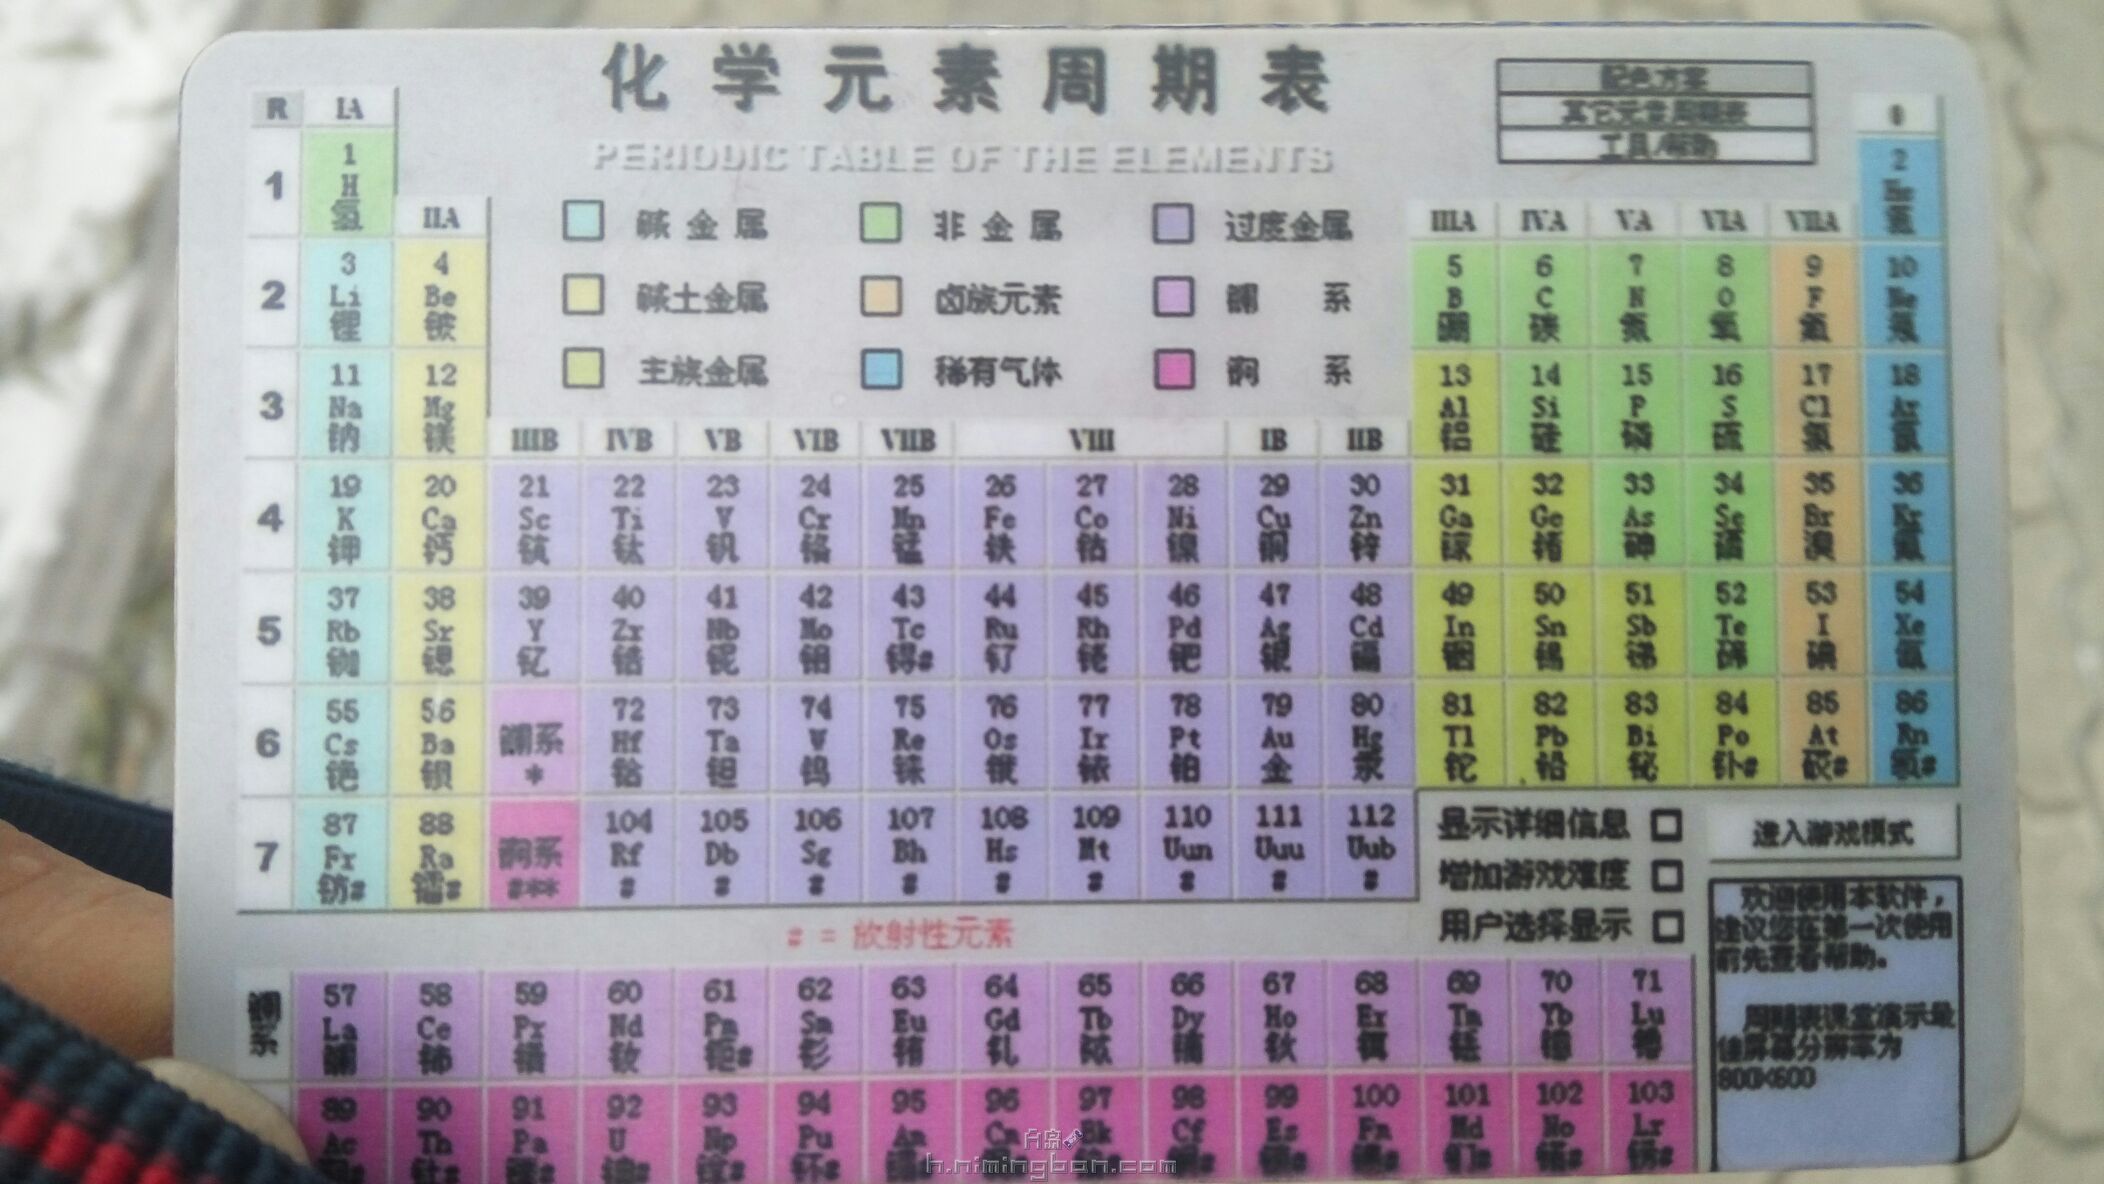 化学元素周期表
PERIODIC TABLE OF THE ELEMENTS
配色方案
其它元素周期表
工具/帮助
R IA 0
1 1 H 氢 2 He 氦
IIA IIIA IVA VA VIA VIIA
碱金属 非金属 过度金属
碱土金属 卤族元素 镧系
主族金属 稀有气体 锕系
2 3 Li 锂 4 Be 铍 5 B 硼 6 C 碳 7 N 氮 8 O 氧 9 F 氟 10 Ne 氖
3 11 Na 钠 12 Mg 镁 13 Al 铝 14 Si 硅 15 P 磷 16 S 硫 17 Cl 氯 18 Ar 氩
IIIB IVB VB VIB VIIB VIII IB IIB
4 19 K 钾 20 Ca 钙 21 Sc 钪 22 Ti 钛 23 V 钒 24 Cr 铬 25 Mn 锰 26 Fe 铁 27 Co 钴 28 Ni 镍 29 Cu 铜 30 Zn 锌 31 Ga 镓 32 Ge 锗 33 As 砷 34 Se 硒 35 Br 溴 36 Kr 氪
5 37 Rb 铷 38 Sr 锶 39 Y 钇 40 Zr 锆 41 Nb 铌 42 Mo 钼 43 Tc 锝# 44 Ru 钌 45 Rh 铑 46 Pd 钯 47 Ag 银 48 Cd 镉 49 In 铟 50 Sn 锡 51 Sb 锑 52 Te 碲 53 I 碘 54 Xe 氙
6 55 Cs 铯 56 Ba 钡 镧系 * 72 Hf 铪 73 Ta 钽 74 W 钨 75 Re 铼 76 Os 锇 77 Ir 铱 78 Pt 铂 79 Au 金 80 Hg 汞 81 Tl 铊 82 Pb 铅 83 Bi 铋 84 Po 钋# 85 At 砹# 86 Rn 氡#
7 87 Fr 钫# 88 Ra 镭# 锕系 #** 104 Rf # 105 Db # 106 Sg # 107 Bh # 108 Hs # 109 Mt # 110 Uun # 111 Uuu # 112 Uub #
显示详细信息
增加游戏难度
用户选择显示
进入游戏模式
# = 放射性元素
欢迎使用本软件，
建议您在第一次使用
前先查看帮助。
周期表课堂演示最
佳屏幕分辨率为
800X600
镧系 57 La 镧 58 Ce 铈 59 Pr 镨 60 Nd 钕 61 Pm 钷# 62 Sm 钐 63 Eu 铕 64 Gd 钆 65 Tb 铽 66 Dy 镝 67 Ho 钬 68 Er 铒 69 Tm 铥 70 Yb 镱 71 Lu 镥
89 Ac 90 Th 钍# 91 Pa 镤# 92 U 铀# 93 Np 镎# 94 Pu 钚# 95 Am 96 Cm 97 Bk 98 Cf 99 Es 100 Fm 101 Md 钔# 102 No 锘# 103 Lr 铹#
h.nimingban.com